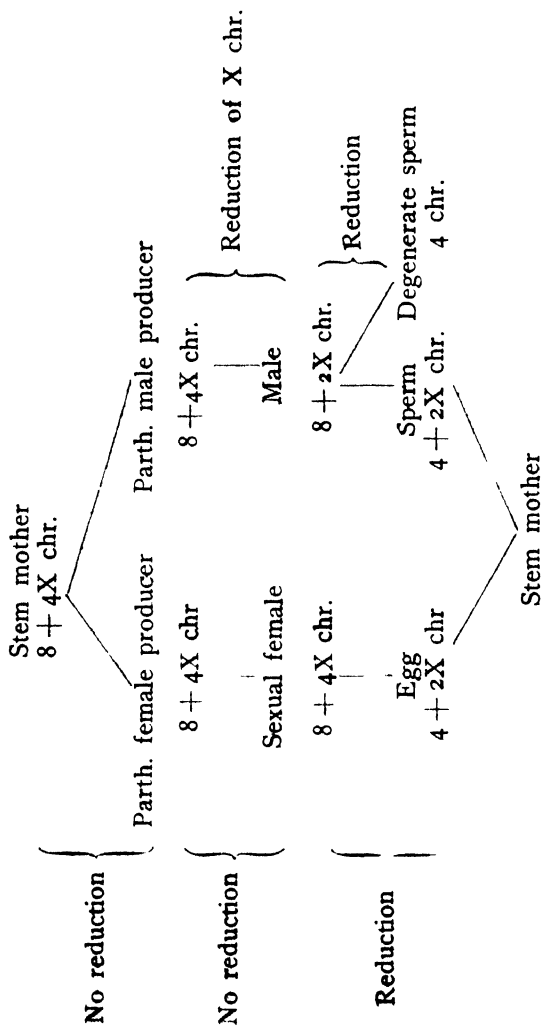 Stem mother
8 + 4X chr.
No reduction
Parth. female producer
Parth. male producer
8 + 4X chr
8 + 4X chr.
No reduction
Reduction of X chr.
Sexual female
Male
8 + 4X chr.
8 + 2X chr.
Reduction
Reduction
Egg
Sperm
Degenerate sperm
4 + 2X chr
4 + 2X chr.
4 chr.
Stem mother